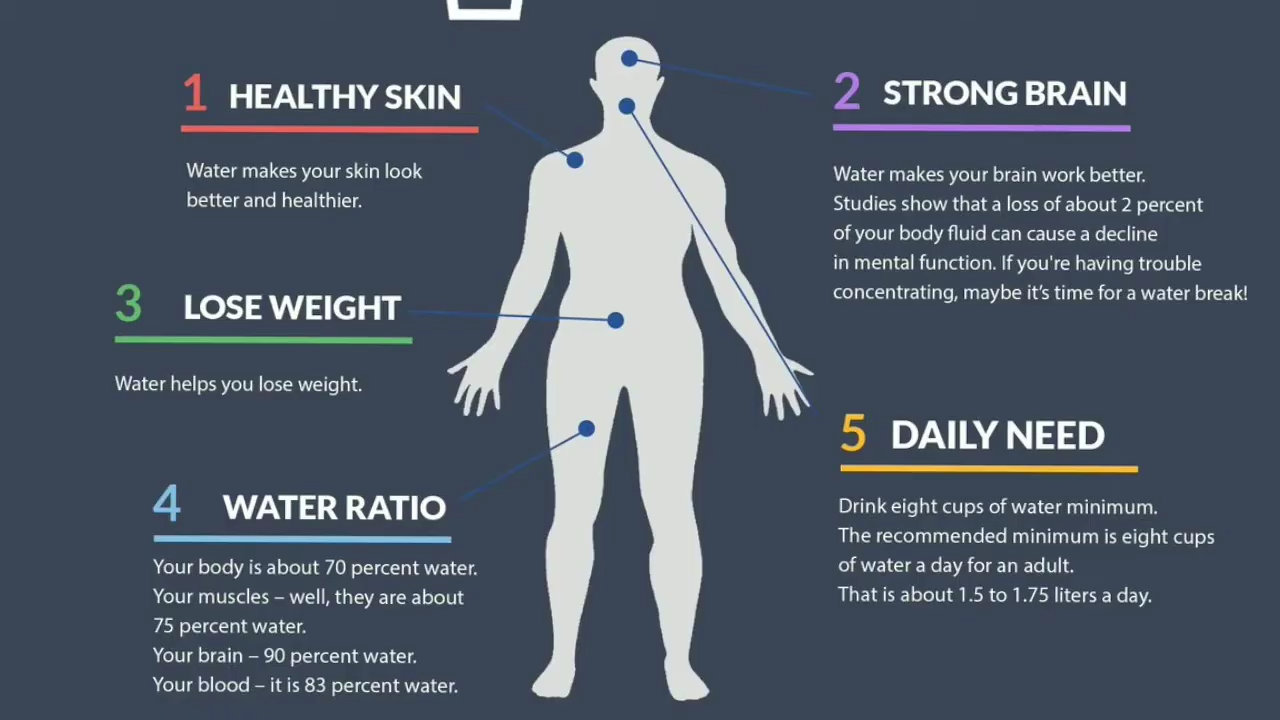 1 HEALTHY SKIN
Water makes your skin look
better and healthier.
2 STRONG BRAIN
Water makes your brain work better.
Studies show that a loss of about 2 percent
of your body fluid can cause a decline
in mental function. If you're having trouble
concentrating, maybe it’s time for a water break!
3 LOSE WEIGHT
Water helps you lose weight.
4 WATER RATIO
Your body is about 70 percent water.
Your muscles – well, they are about
75 percent water.
Your brain – 90 percent water.
Your blood – it is 83 percent water.
5 DAILY NEED
Drink eight cups of water minimum.
The recommended minimum is eight cups
of water a day for an adult.
That is about 1.5 to 1.75 liters a day.